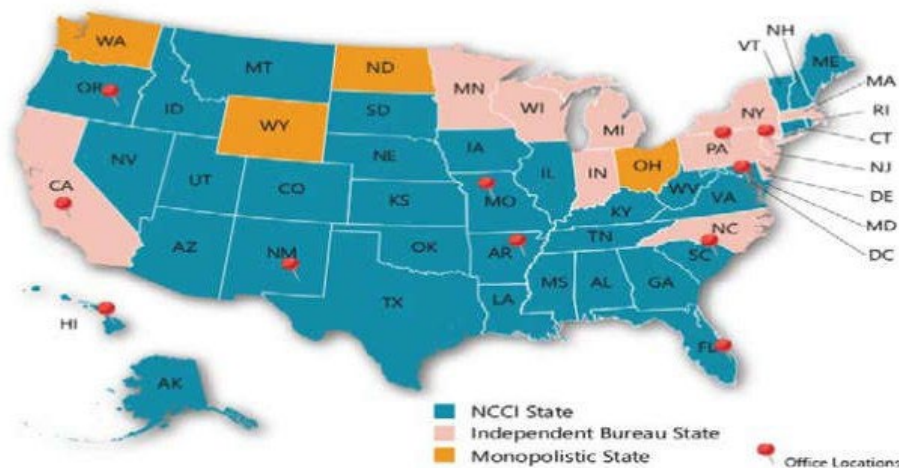 NH
VT
WA
ME
MT
ND
MA
MN
OR
NY
RI
ID
WI
SD
MI
CT
WY
PA
IA
NJ
NE
NV
OH
IL
IN
DE
CA
UT
WV
CO
VA
MD
KS
MO
KY
NC
DC
TN
AZ
OK
NM
AR
SC
MS
AL
GA
TX
LA
HI
FL
AK
NCCI State
Independent Bureau State
Monopolistic State
Office Locations